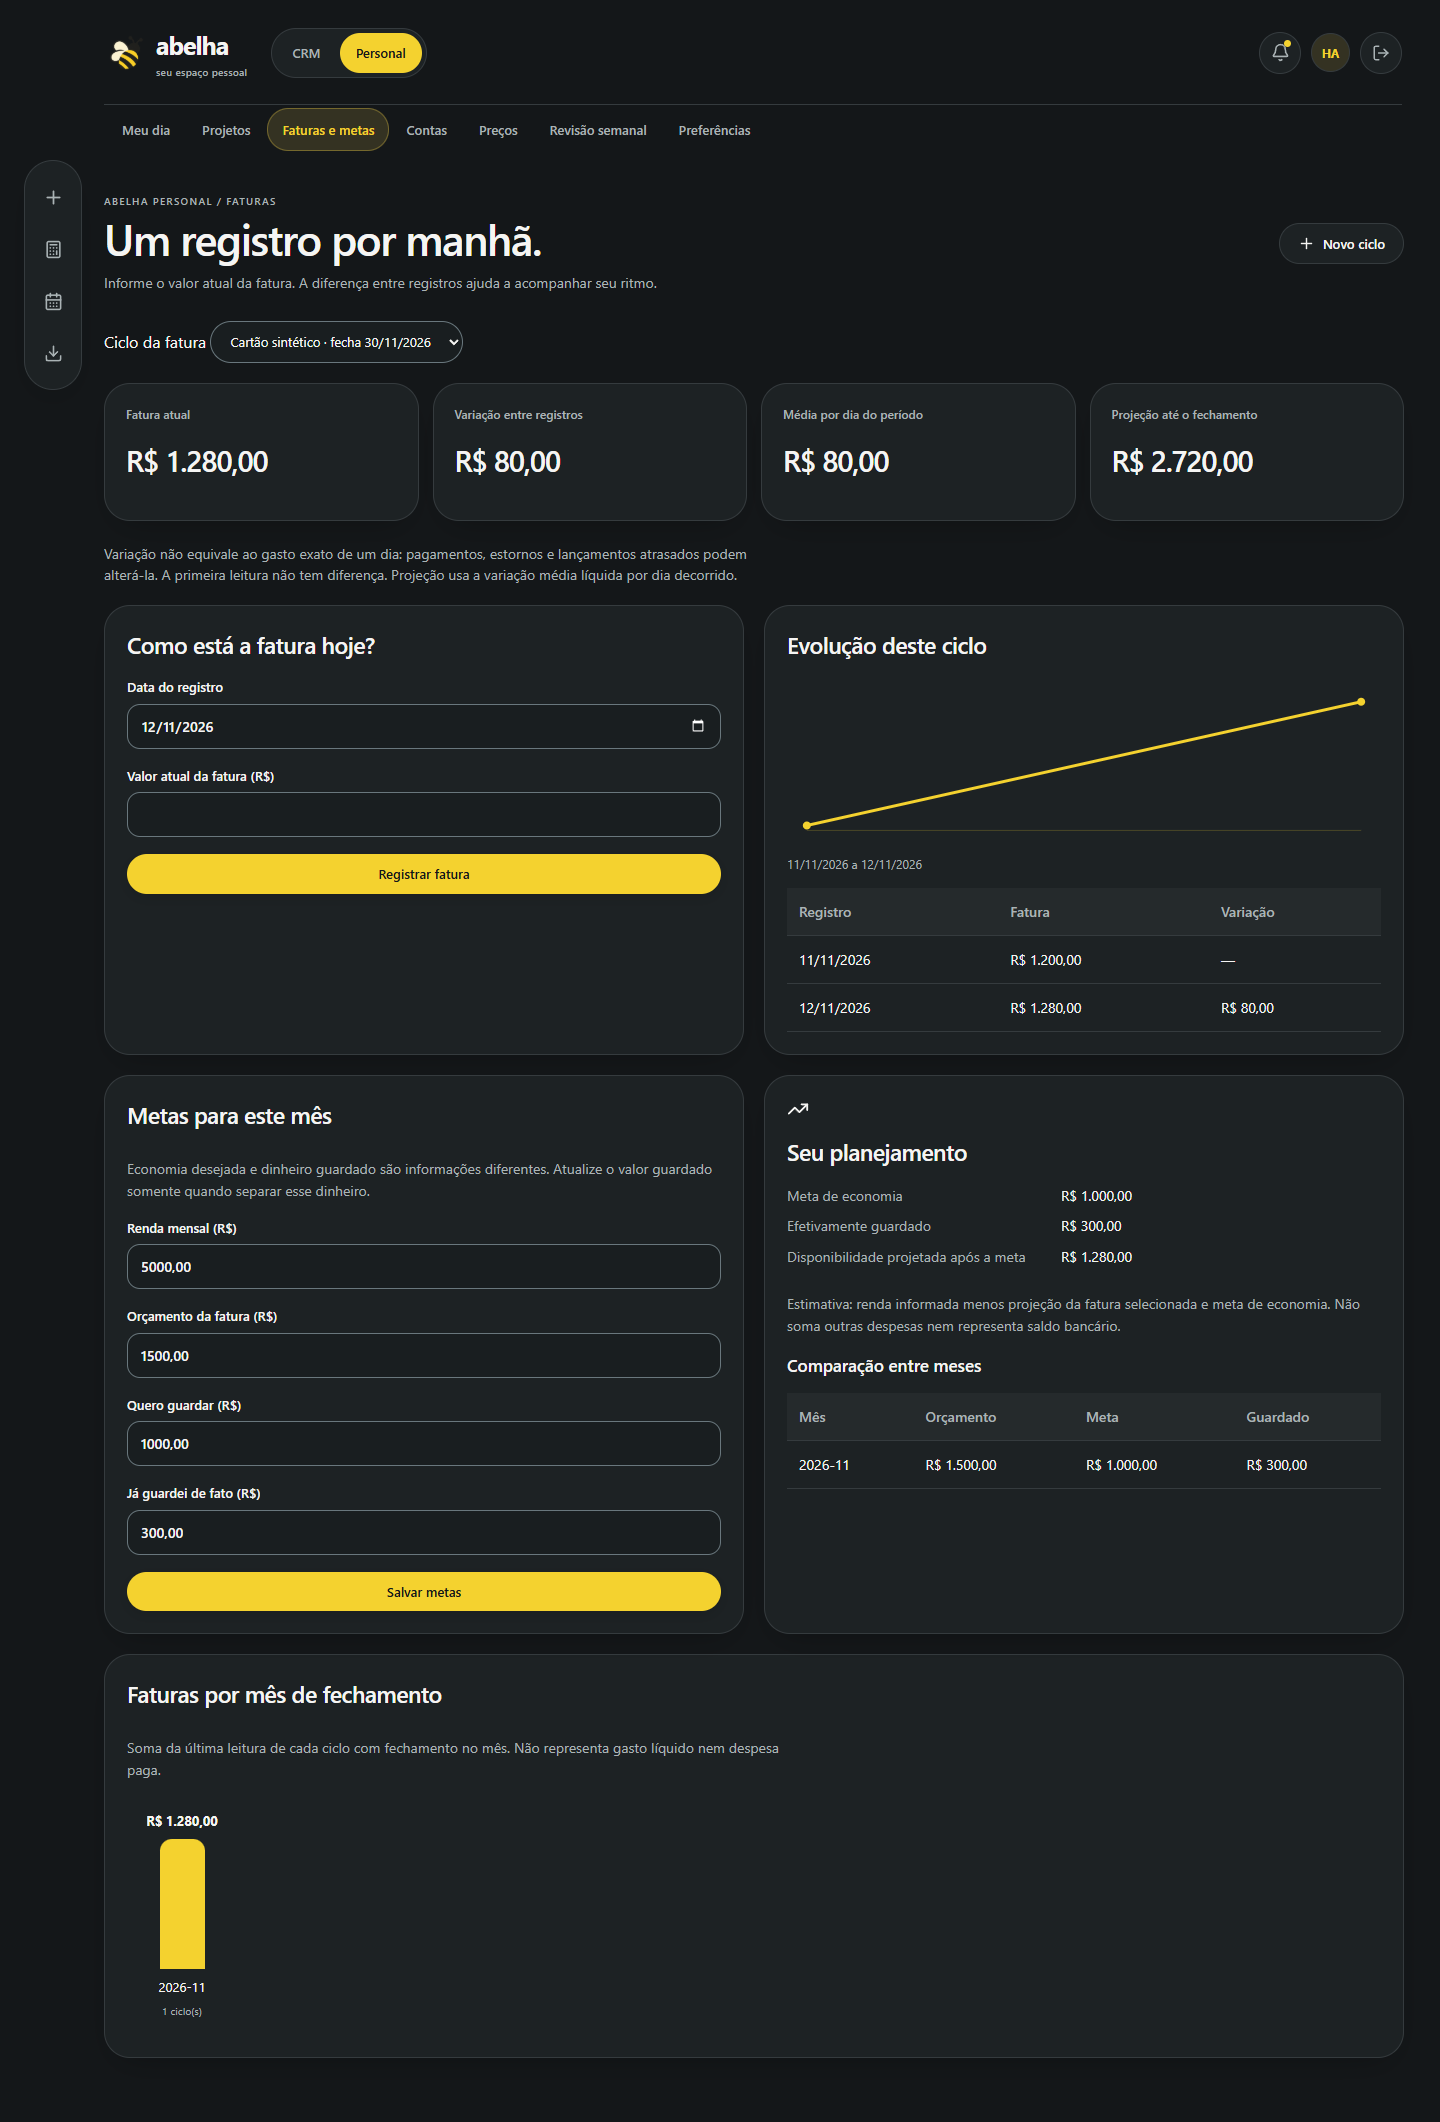 abelha
seu espaço pessoal
CRM
Personal
HA
Meu dia
Projetos
Faturas e metas
Contas
Preços
Revisão semanal
Preferências
ABELHA PERSONAL / FATURAS
Um registro por manhã.
Novo ciclo
Informe o valor atual da fatura. A diferença entre registros ajuda a acompanhar seu ritmo.
Ciclo da fatura
Cartão sintético · fecha 30/11/2026
Fatura atual
R$ 1.280,00
Variação entre registros
R$ 80,00
Média por dia do período
R$ 80,00
Projeção até o fechamento
R$ 2.720,00
Variação não equivale ao gasto exato de um dia: pagamentos, estornos e lançamentos atrasados podem
alterá-la. A primeira leitura não tem diferença. Projeção usa a variação média líquida por dia decorrido.
Como está a fatura hoje?
Data do registro
12/11/2026
Valor atual da fatura (R$)
Registrar fatura
Evolução deste ciclo
11/11/2026 a 12/11/2026
Registro Fatura Variação
11/11/2026 R$ 1.200,00 —
12/11/2026 R$ 1.280,00 R$ 80,00
Metas para este mês
Economia desejada e dinheiro guardado são informações diferentes. Atualize o valor guardado
somente quando separar esse dinheiro.
Renda mensal (R$)
5000,00
Orçamento da fatura (R$)
1500,00
Quero guardar (R$)
1000,00
Já guardei de fato (R$)
300,00
Salvar metas
Seu planejamento
Meta de economia R$ 1.000,00
Efetivamente guardado R$ 300,00
Disponibilidade projetada após a meta R$ 1.280,00
Estimativa: renda informada menos projeção da fatura selecionada e meta de economia. Não
soma outras despesas nem representa saldo bancário.
Comparação entre meses
Mês Orçamento Meta Guardado
2026-11 R$ 1.500,00 R$ 1.000,00 R$ 300,00
Faturas por mês de fechamento
Soma da última leitura de cada ciclo com fechamento no mês. Não representa gasto líquido nem despesa
paga.
R$ 1.280,00
2026-11
1 ciclo(s)